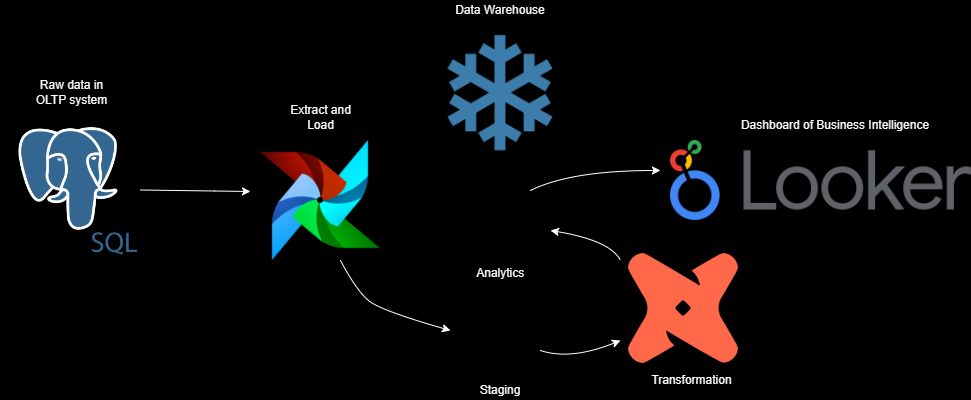 Data Warehouse
Raw data in
OLTP system
Extract and
Load
Dashboard of Business Intelligence
Looker
SQL
Analytics
Transformation
Staging